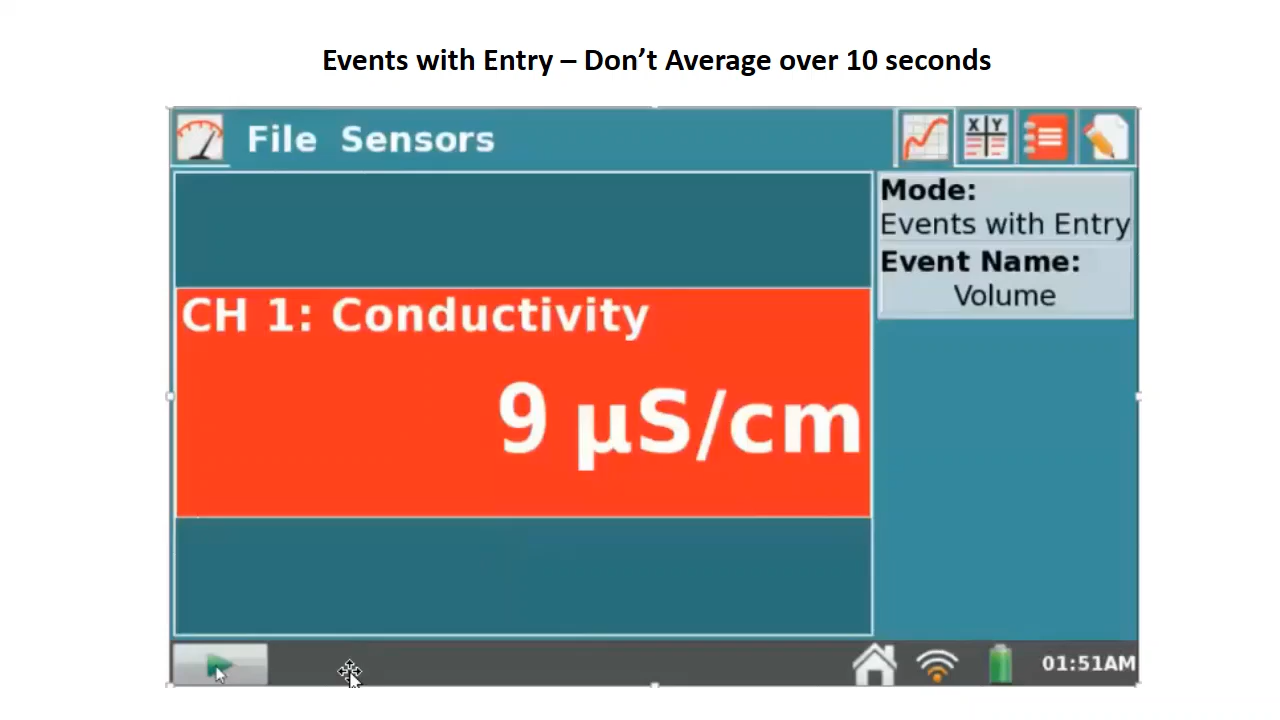 Events with Entry – Don’t Average over 10 seconds
File Sensors
X Y
Mode:
Events with Entry
Event Name:
Volume
CH 1: Conductivity
9 µS/cm
01:51AM